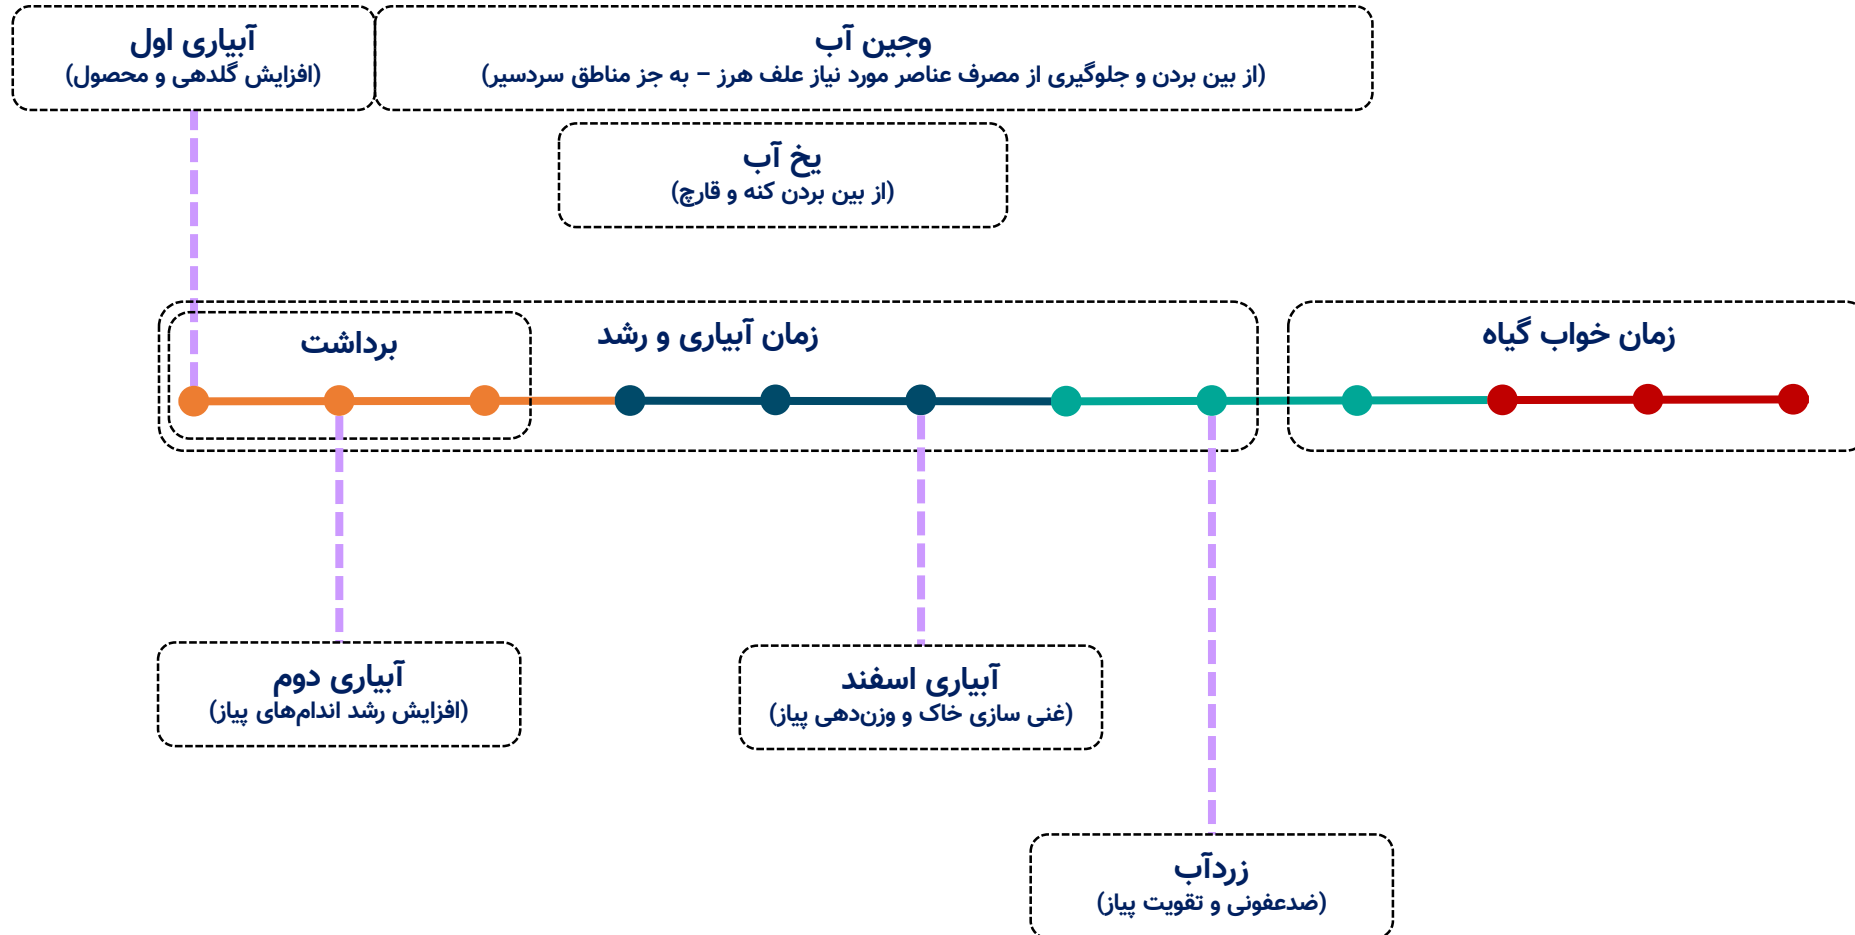 آبیاری اول
(افزایش گلدهی و محصول)
وجین آب
(از بین بردن و جلوگیری از مصرف عناصر مورد نیاز علف هرز – به جز مناطق سردسیر)
یخ آب
(از بین بردن کنه و قارچ)
برداشت
زمان آبیاری و رشد
زمان خواب گیاه
آبیاری دوم
(افزایش رشد اندام‌های پیاز)
آبیاری اسفند
(غنی سازی خاک و وزن‌دهی پیاز)
زردآب
(ضدعفونی و تقویت پیاز)